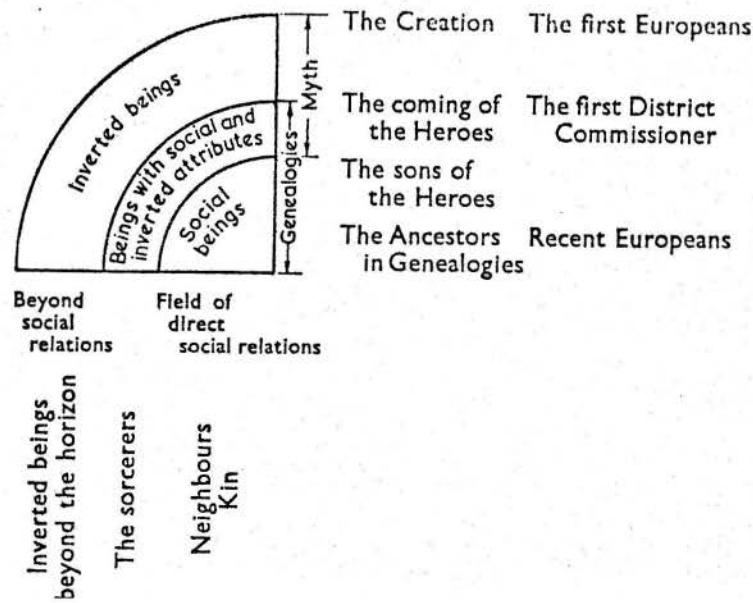 The Creation
The first Europeans
Inverted beings
Myth
The coming of
the Heroes
The first District
Commissioner
Beings with social and
inverted attributes
Genealogies
Social
beings
The sons of
the Heroes
The Ancestors
in Genealogies
Recent Europeans
Beyond
social
relations
Field of
direct
social relations
Inverted beings
beyond the horizon
The sorcerers
Neighbours
Kin